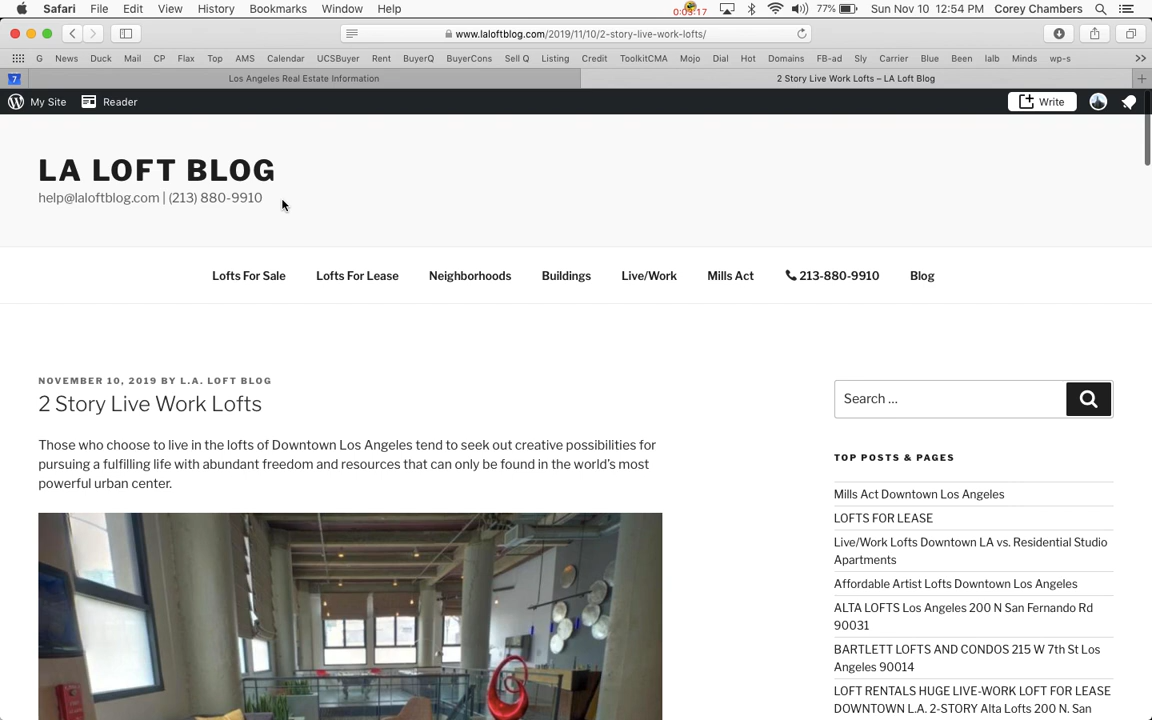 Safari File Edit View History Bookmarks Window Help 0:03:17 77% Sun Nov 10 12:54 PM Corey Chambers
www.laloftblog.com/2019/11/10/2-story-live-work-lofts/
G News Duck Mail CP Flax Top AMS Calendar UCSBuyer Rent BuyerQ BuyerCons Sell Q Listing Credit ToolkitCMA Mojo Dial Hot Domains FB-ad Sly Carrier Blue Been lalb Minds wp-s >>
7 Los Angeles Real Estate Information 2 Story Live Work Lofts – LA Loft Blog +
My Site Reader Write
LA LOFT BLOG
help@laloftblog.com | (213) 880-9910
Lofts For Sale Lofts For Lease Neighborhoods Buildings Live/Work Mills Act 213-880-9910 Blog
NOVEMBER 10, 2019 BY L.A. LOFT BLOG
2 Story Live Work Lofts
Those who choose to live in the lofts of Downtown Los Angeles tend to seek out creative possibilities for
pursuing a fulfilling life with abundant freedom and resources that can only be found in the world’s most
powerful urban center.
Search …
TOP POSTS & PAGES
Mills Act Downtown Los Angeles
LOFTS FOR LEASE
Live/Work Lofts Downtown LA vs. Residential Studio
Apartments
Affordable Artist Lofts Downtown Los Angeles
ALTA LOFTS Los Angeles 200 N San Fernando Rd
90031
BARTLETT LOFTS AND CONDOS 215 W 7th St Los
Angeles 90014
LOFT RENTALS HUGE LIVE-WORK LOFT FOR LEASE
DOWNTOWN L.A. 2-STORY Alta Lofts 200 N. San